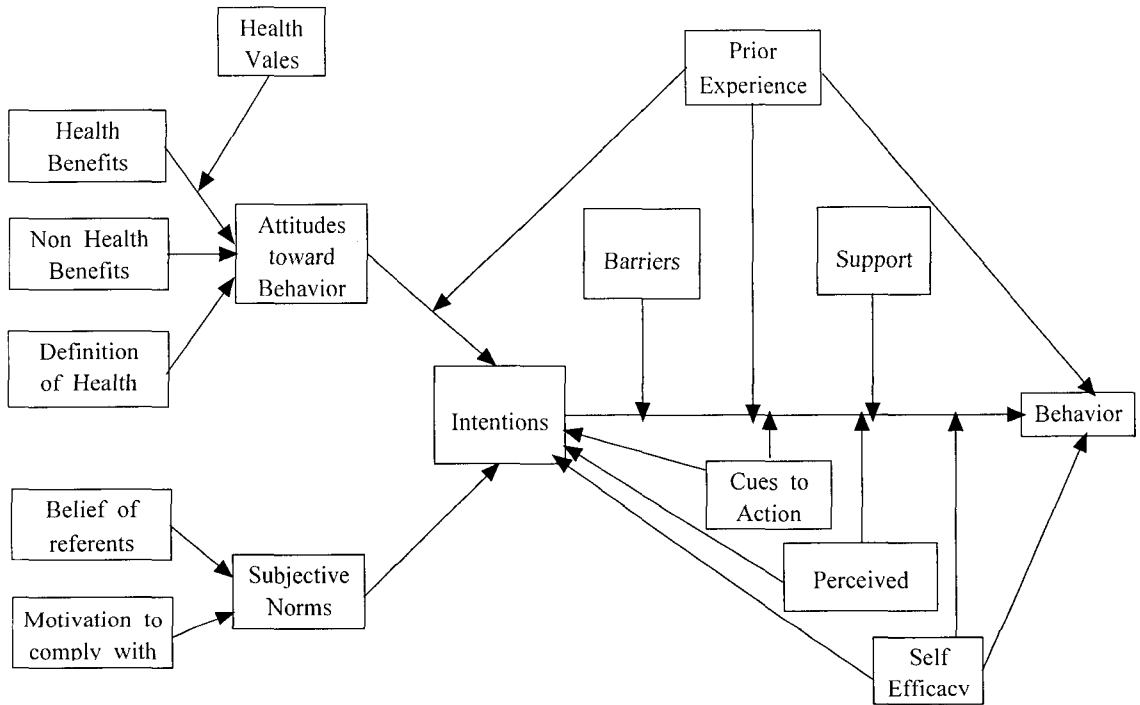 Health
Vales
Prior
Experience
Health
Benefits
Non Health
Benefits
Attitudes
toward
Behavior
Barriers
Support
Definition
of Health
Intentions
Behavior
Cues to
Action
Belief of
referents
Subjective
Norms
Perceived
Motivation to
comply with
Self
Efficacy